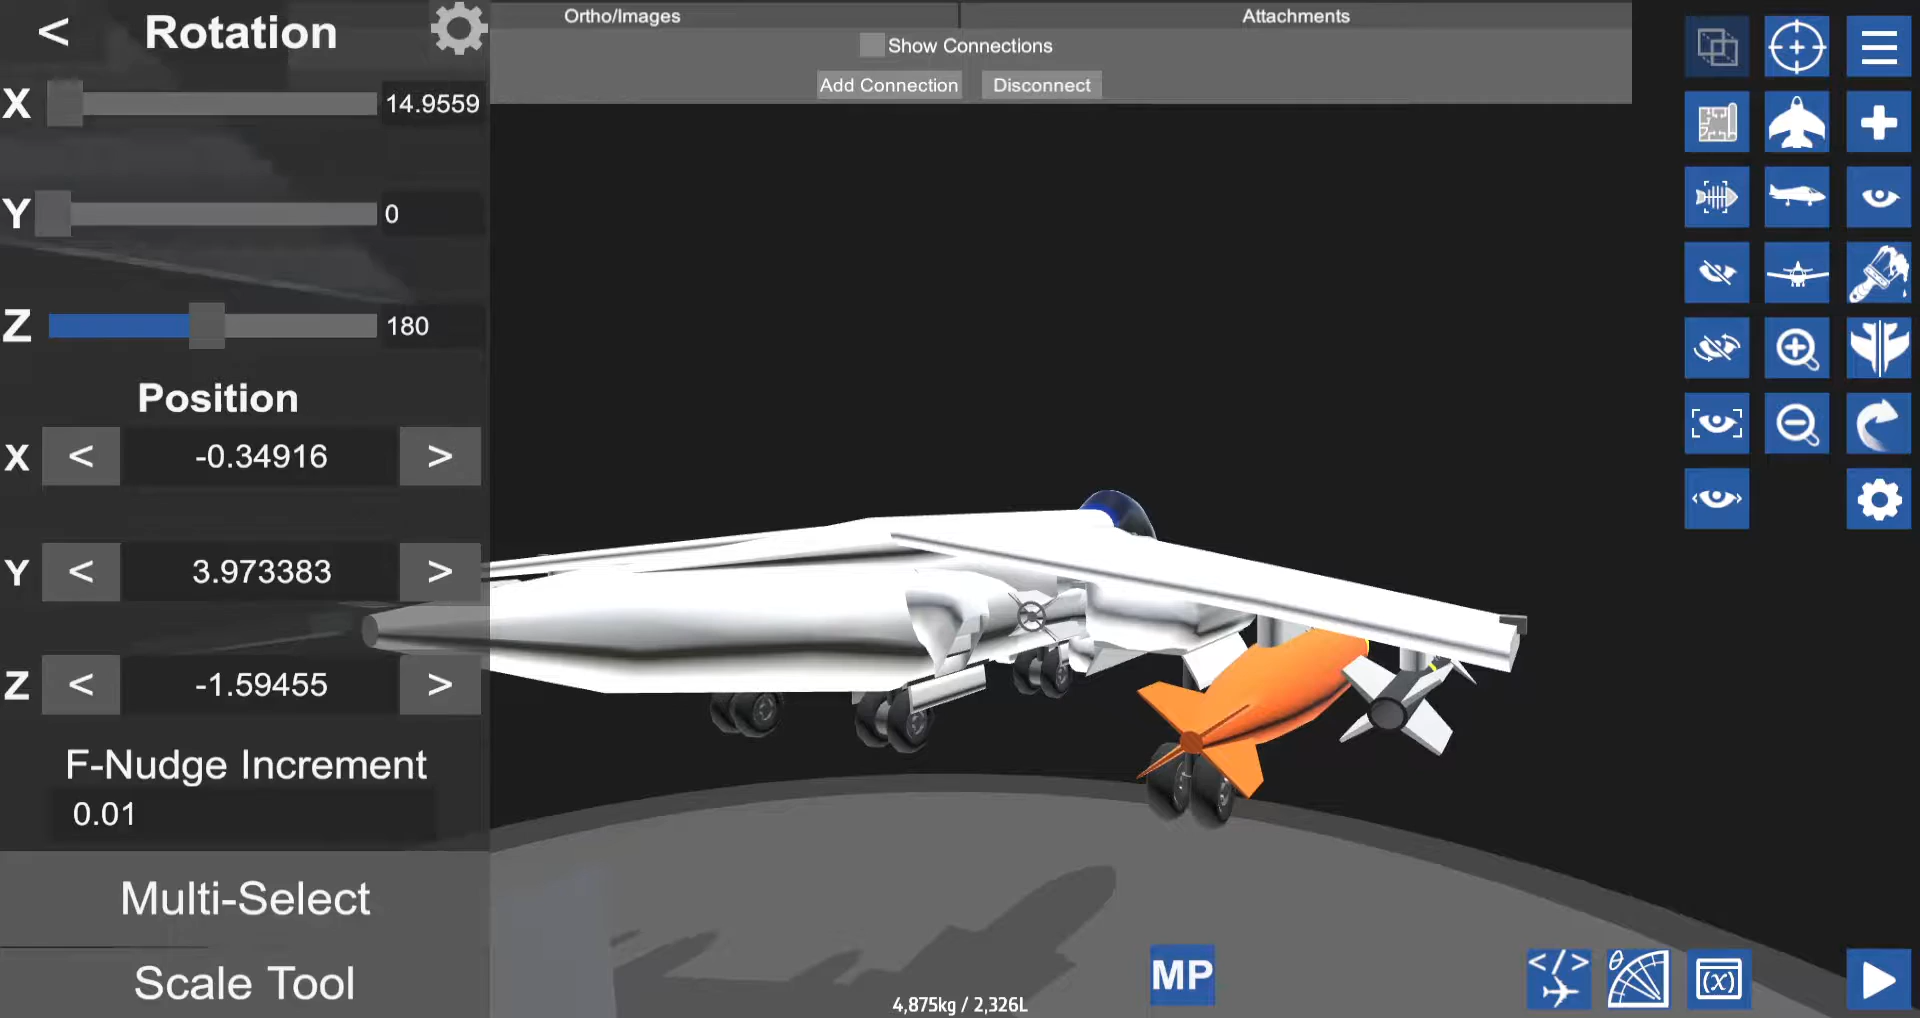 < Rotation
X 14.9559
Y 0
Z 180
Position
X < -0.34916 >
Y < 3.973383 >
Z < -1.59455 >
F-Nudge Increment
0.01
Multi-Select
Scale Tool
Ortho/Images
Attachments
Show Connections
Add Connection
Disconnect
4,875kg / 2,326L
MP
</>
θ
(x)